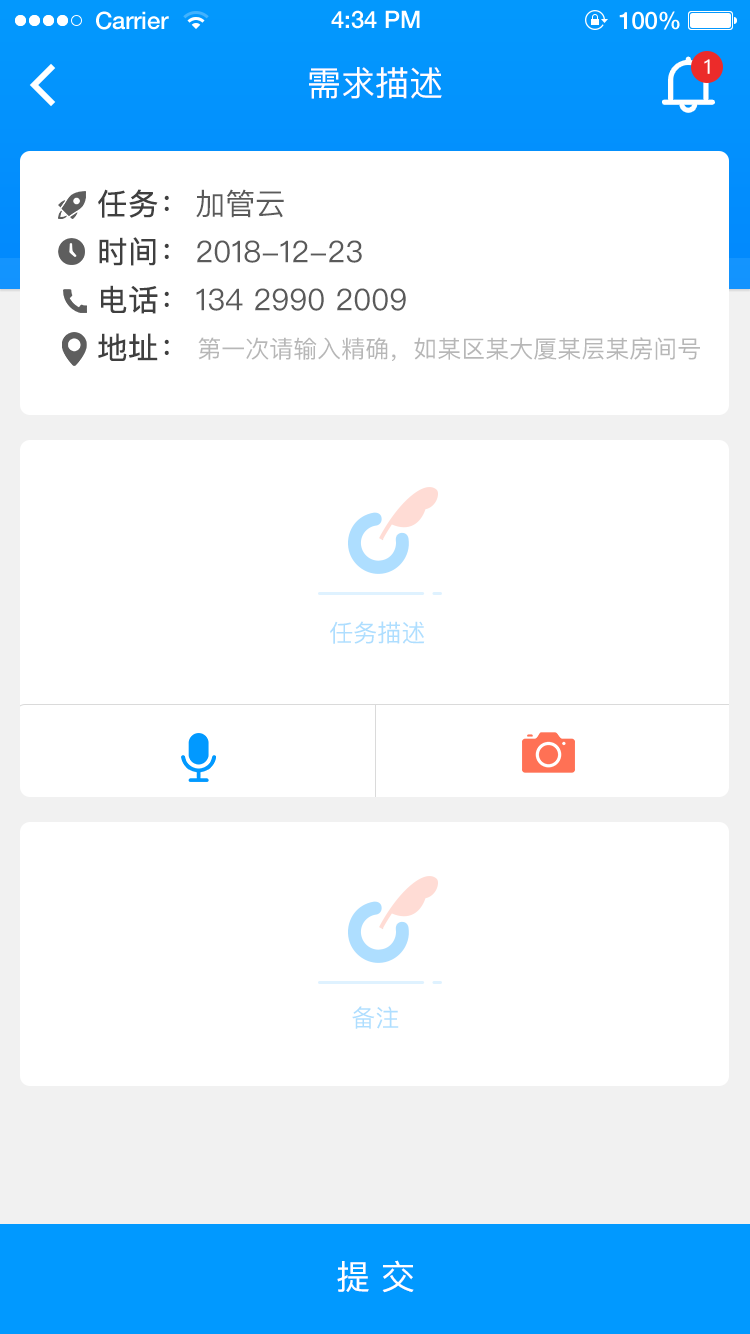 Carrier 4:34 PM 100%
需求描述
1
任务： 加管云
时间： 2018-12-23
电话： 134 2990 2009
地址： 第一次请输入精确，如某区某大厦某层某房间号
任务描述
备注
提 交